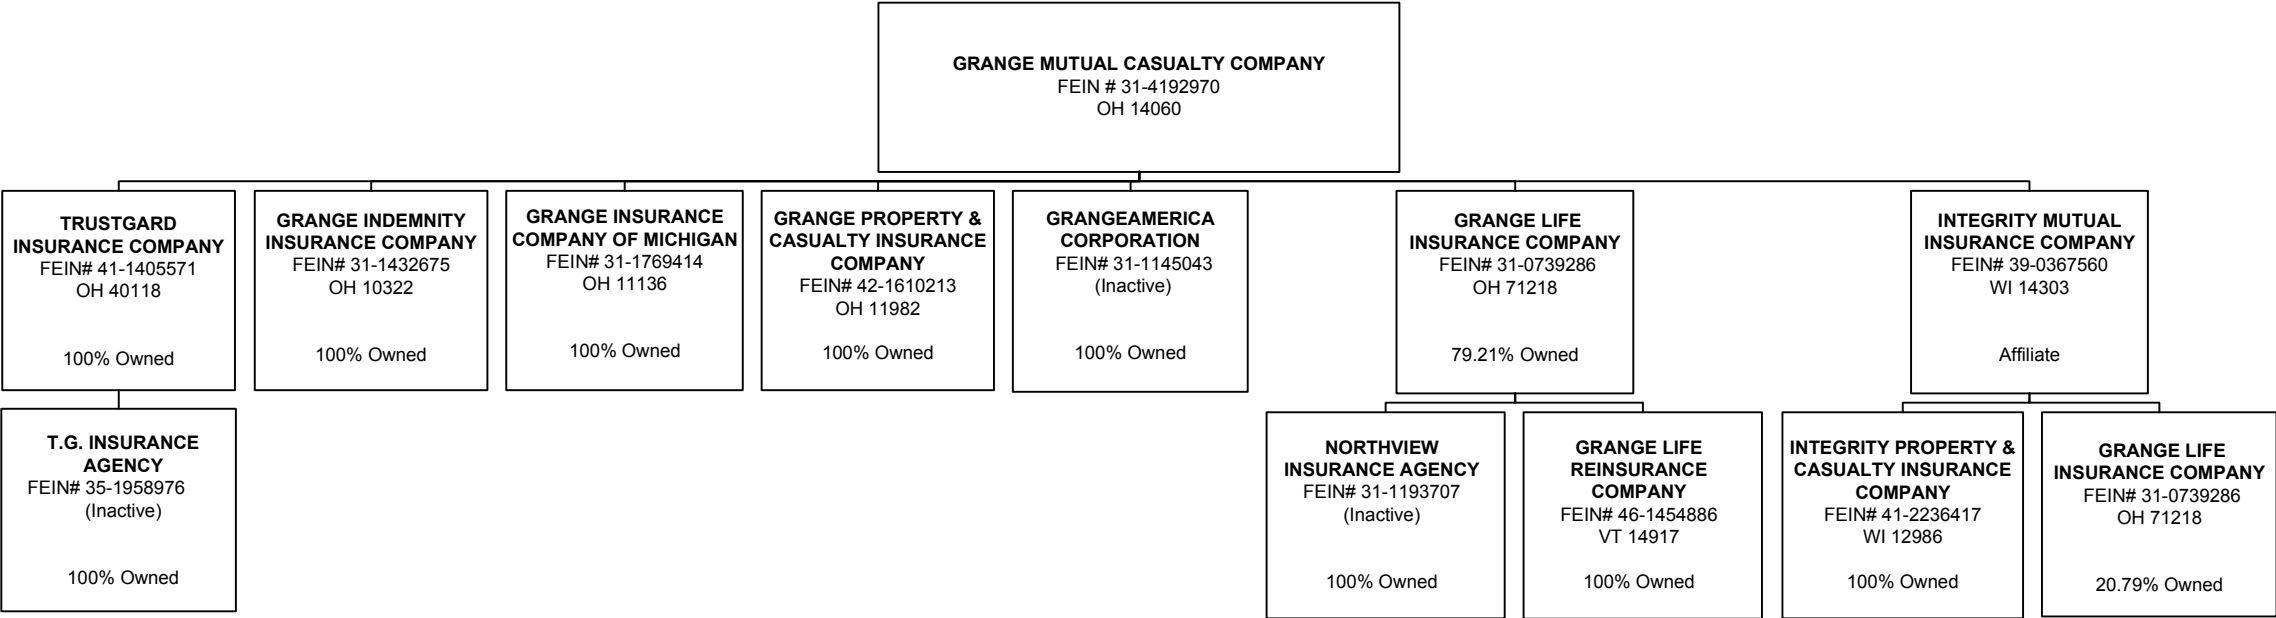 GRANGE MUTUAL CASUALTY COMPANY
FEIN # 31-4192970
OH 14060
TRUSTGARD
INSURANCE COMPANY
FEIN# 41-1405571
OH 40118
100% Owned
GRANGE INDEMNITY
INSURANCE COMPANY
FEIN# 31-1432675
OH 10322
100% Owned
GRANGE INSURANCE
COMPANY OF MICHIGAN
FEIN# 31-1769414
OH 11136
100% Owned
GRANGE PROPERTY &
CASUALTY INSURANCE
COMPANY
FEIN# 42-1610213
OH 11982
100% Owned
GRANGEAMERICA
CORPORATION
FEIN# 31-1145043
(Inactive)
100% Owned
GRANGE LIFE
INSURANCE COMPANY
FEIN# 31-0739286
OH 71218
79.21% Owned
INTEGRITY MUTUAL
INSURANCE COMPANY
FEIN# 39-0367560
WI 14303
Affiliate
T.G. INSURANCE
AGENCY
FEIN# 35-1958976
(Inactive)
100% Owned
NORTHVIEW
INSURANCE AGENCY
FEIN# 31-1193707
(Inactive)
100% Owned
GRANGE LIFE
REINSURANCE
COMPANY
FEIN# 46-1454886
VT 14917
100% Owned
INTEGRITY PROPERTY &
CASUALTY INSURANCE
COMPANY
FEIN# 41-2236417
WI 12986
100% Owned
GRANGE LIFE
INSURANCE COMPANY
FEIN# 31-0739286
OH 71218
20.79% Owned